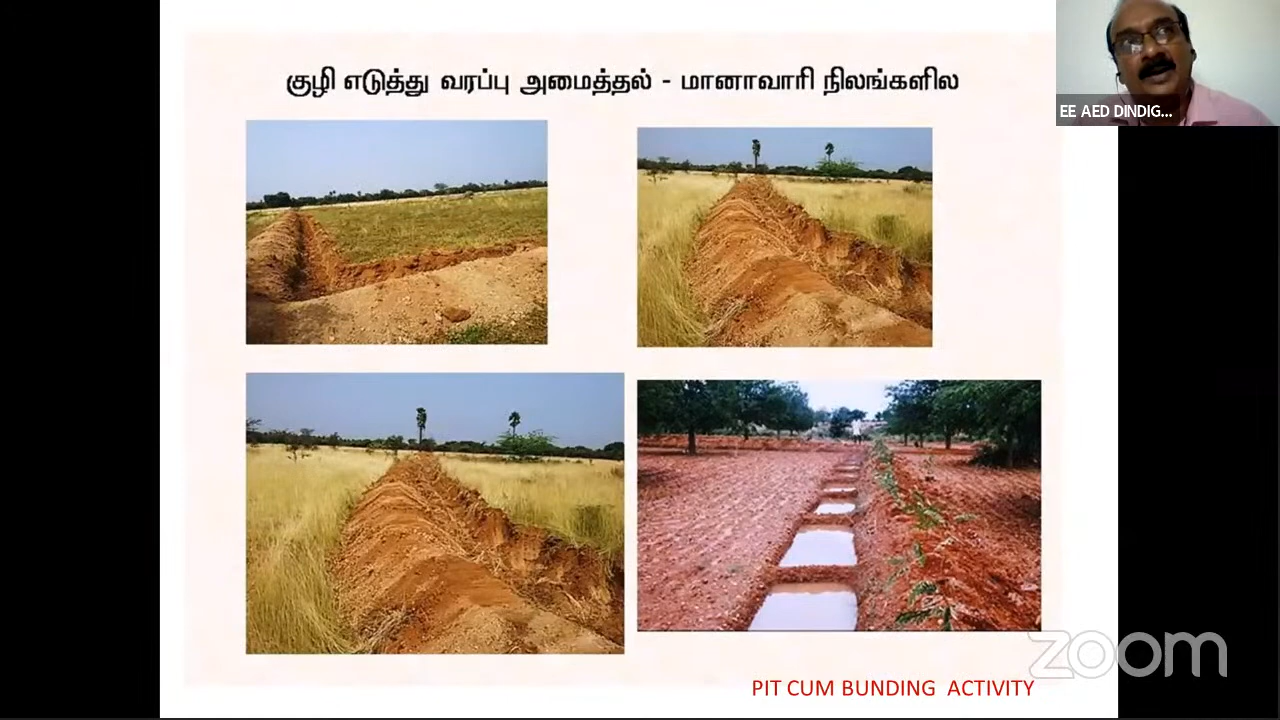 குழி எடுத்து வரப்பு அமைத்தல் - மானாவாரி நிலங்களில
EE AED DINDIG...
zoom
PIT CUM BUNDING ACTIVITY